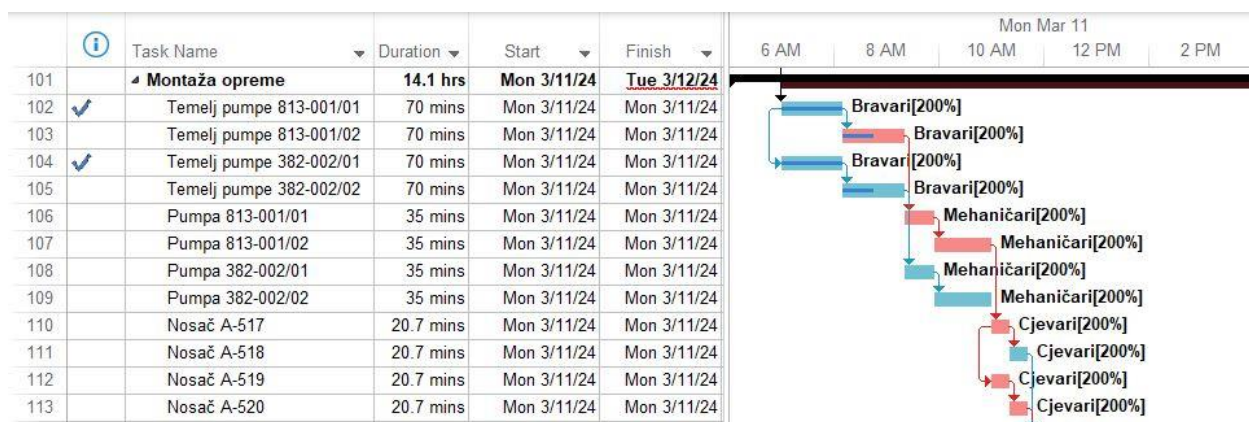 Mon Mar 11
Task Name Duration Start Finish 6 AM 8 AM 10 AM 12 PM 2 PM
101 Montaža opreme 14.1 hrs Mon 3/11/24 Tue 3/12/24
102 Temelj pumpe 813-001/01 70 mins Mon 3/11/24 Mon 3/11/24 Bravari[200%]
103 Temelj pumpe 813-001/02 70 mins Mon 3/11/24 Mon 3/11/24 Bravari[200%]
104 Temelj pumpe 382-002/01 70 mins Mon 3/11/24 Mon 3/11/24 Bravari[200%]
105 Temelj pumpe 382-002/02 70 mins Mon 3/11/24 Mon 3/11/24 Bravari[200%]
106 Pumpa 813-001/01 35 mins Mon 3/11/24 Mon 3/11/24 Mehaničari[200%]
107 Pumpa 813-001/02 35 mins Mon 3/11/24 Mon 3/11/24 Mehaničari[200%]
108 Pumpa 382-002/01 35 mins Mon 3/11/24 Mon 3/11/24 Mehaničari[200%]
109 Pumpa 382-002/02 35 mins Mon 3/11/24 Mon 3/11/24 Mehaničari[200%]
110 Nosač A-517 20.7 mins Mon 3/11/24 Mon 3/11/24 Cjevari[200%]
111 Nosač A-518 20.7 mins Mon 3/11/24 Mon 3/11/24 Cjevari[200%]
112 Nosač A-519 20.7 mins Mon 3/11/24 Mon 3/11/24 Cjevari[200%]
113 Nosač A-520 20.7 mins Mon 3/11/24 Mon 3/11/24 Cjevari[200%]